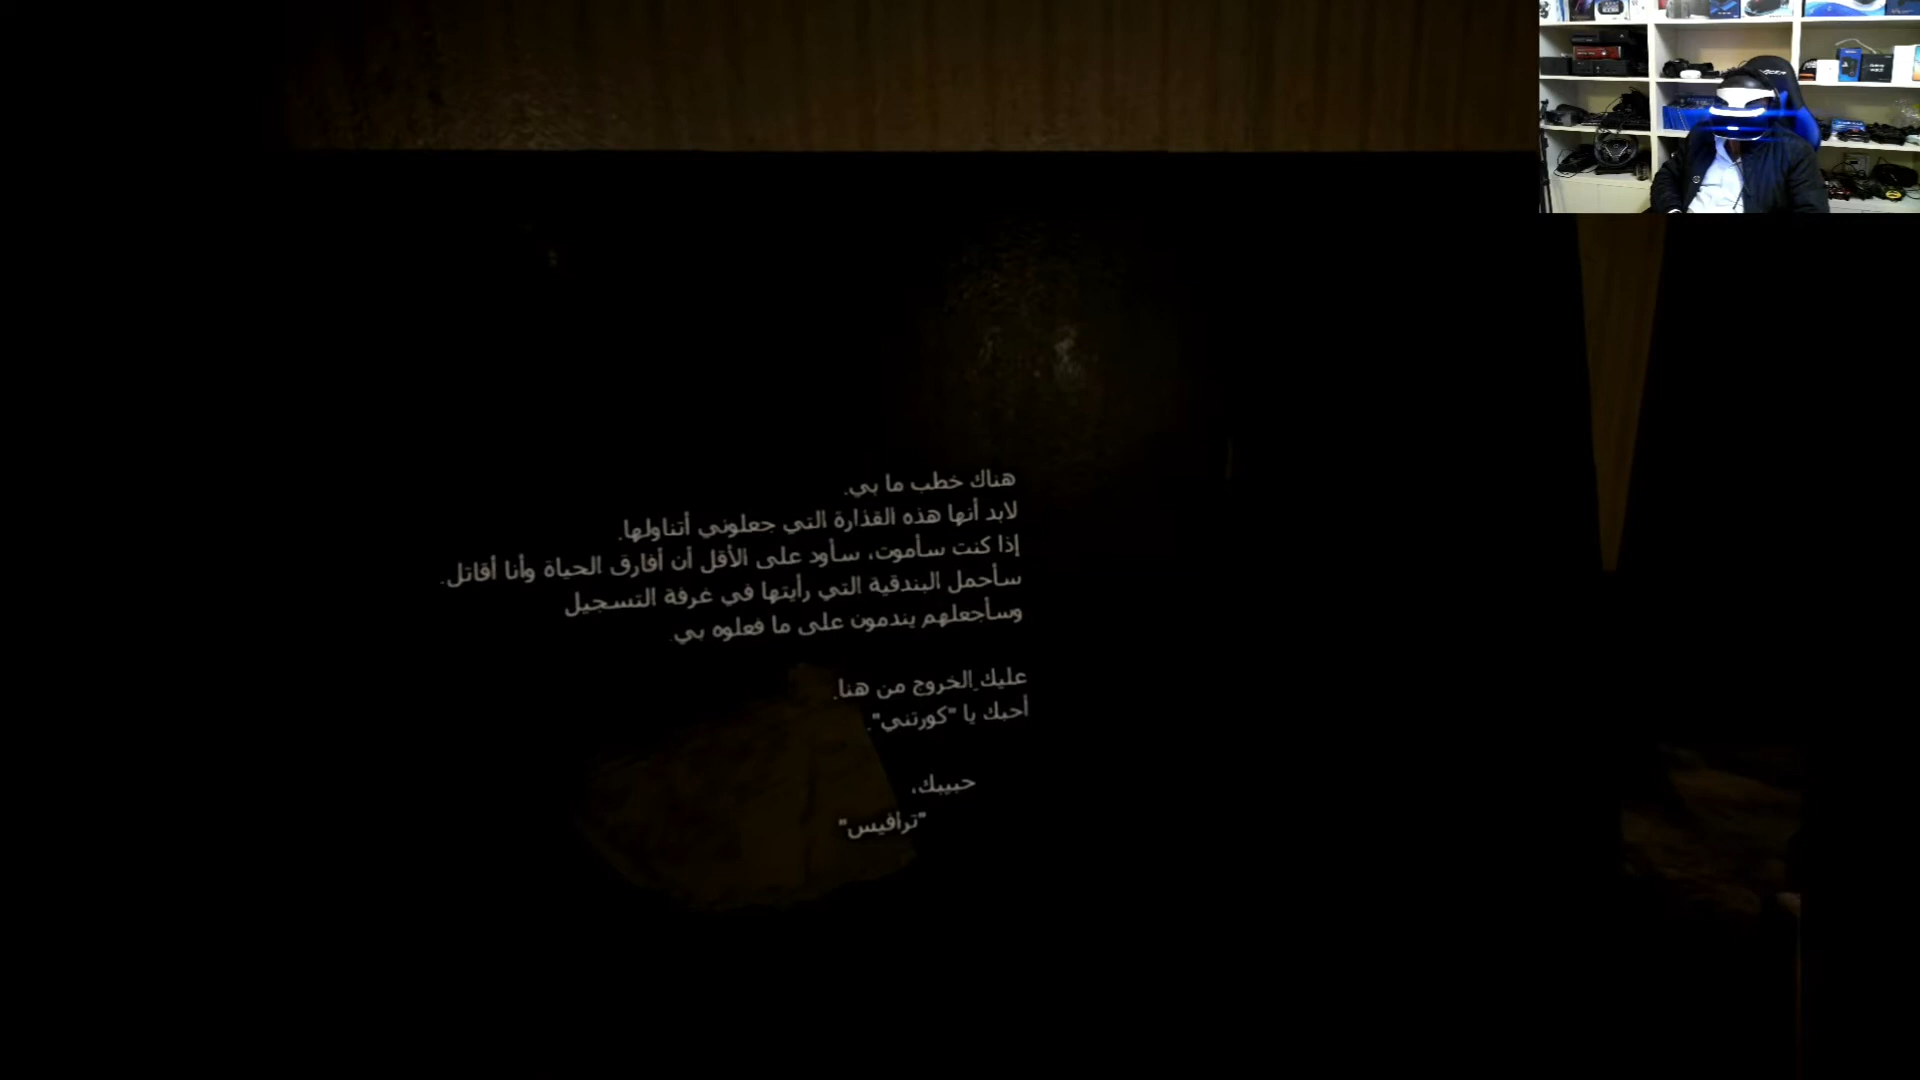 هناك خطب ما بي.
لابد أنها هذه القذارة التي جعلوني أتناولها.
إذا كنت سأموت، سأود على الأقل أن أفارق الحياة وأنا أقاتل.
سأحمل البندقية التي رأيتها في غرفة التسجيل
وسأجعلهم يندمون على ما فعلوه بي.
عليك الخروج من هنا.
أحبك يا "كورتني".
حبيبك،
"ترافيس"